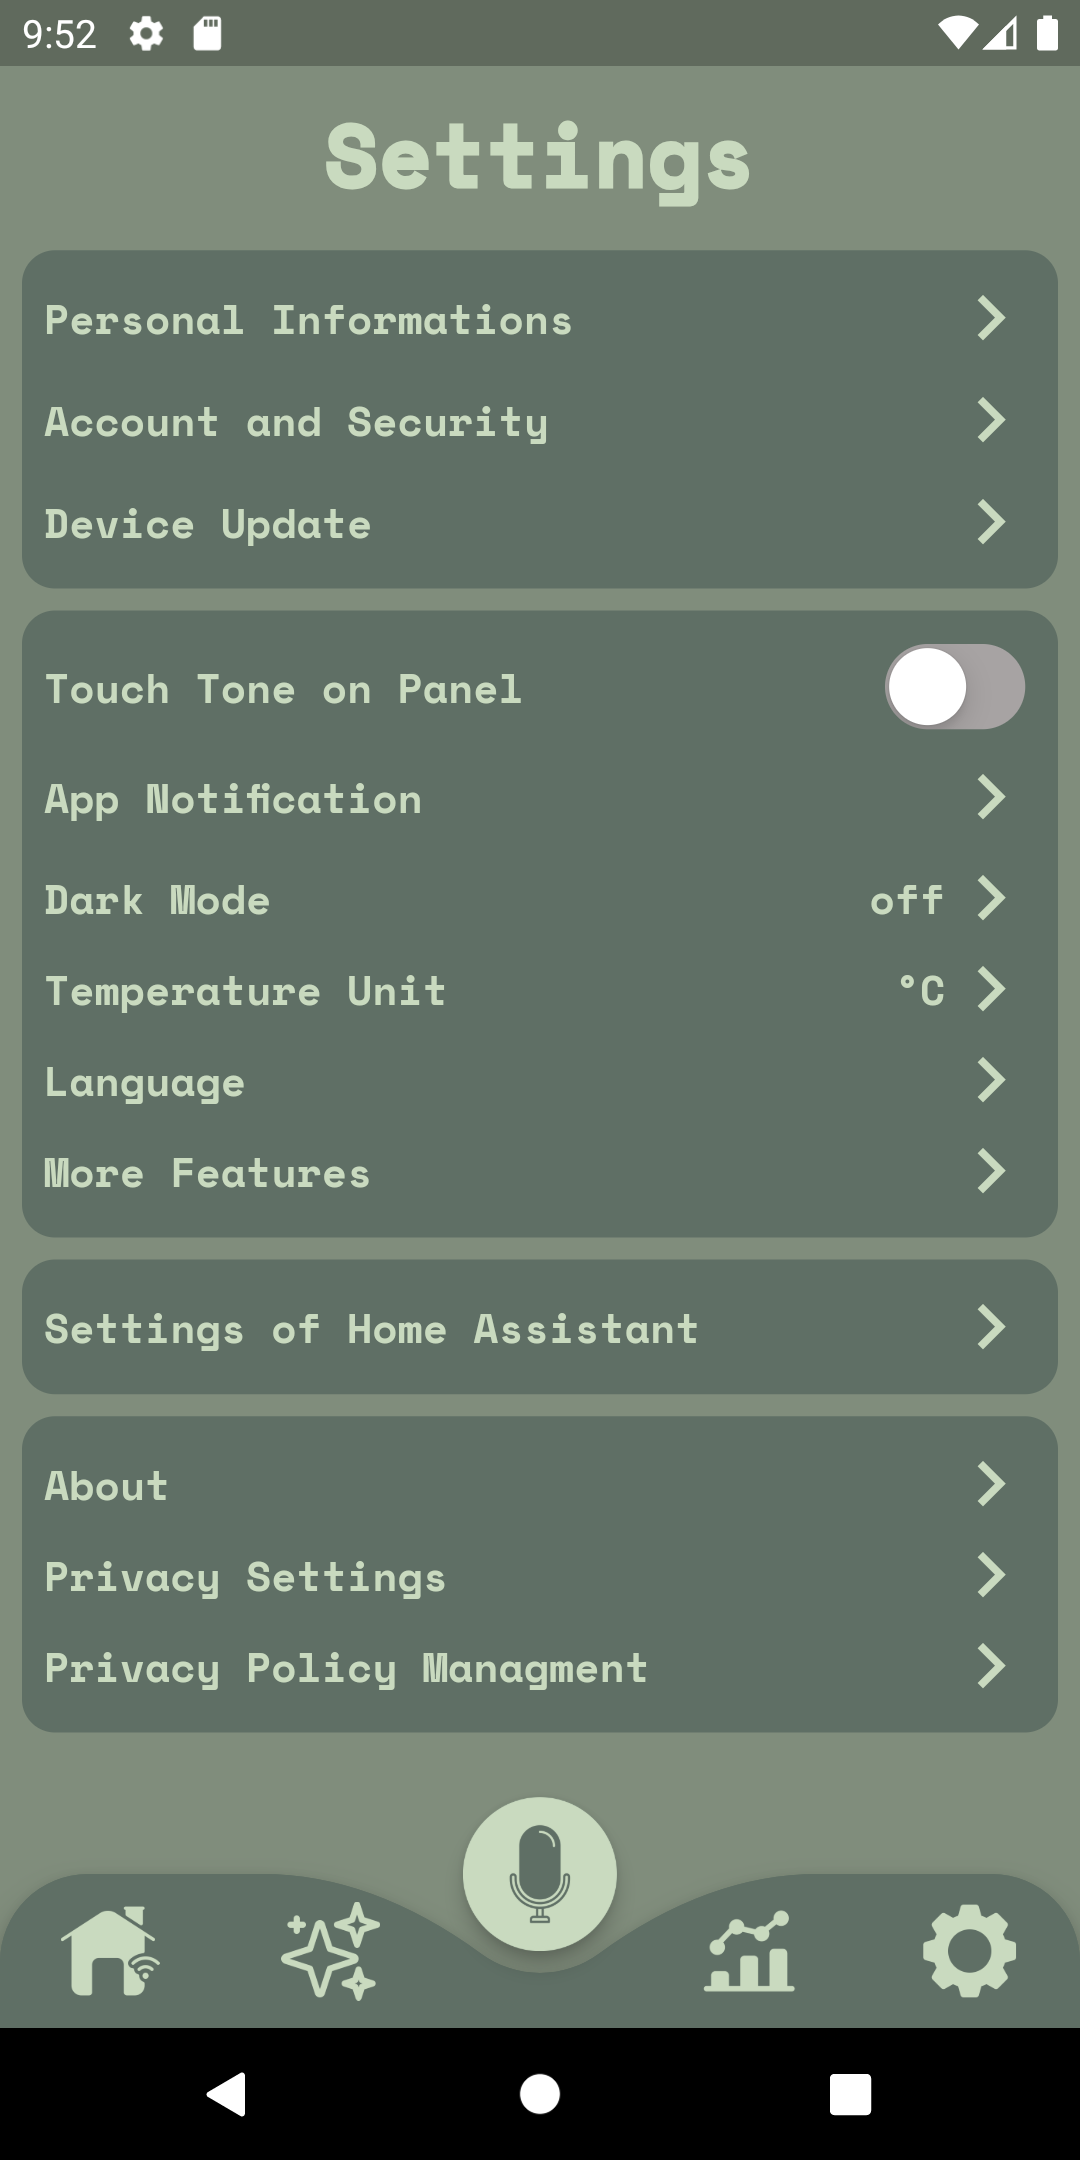 9:52
Settings
Personal Informations
Account and Security
Device Update
Touch Tone on Panel
App Notification
Dark Mode off
Temperature Unit °C
Language
More Features
Settings of Home Assistant
About
Privacy Settings
Privacy Policy Managment